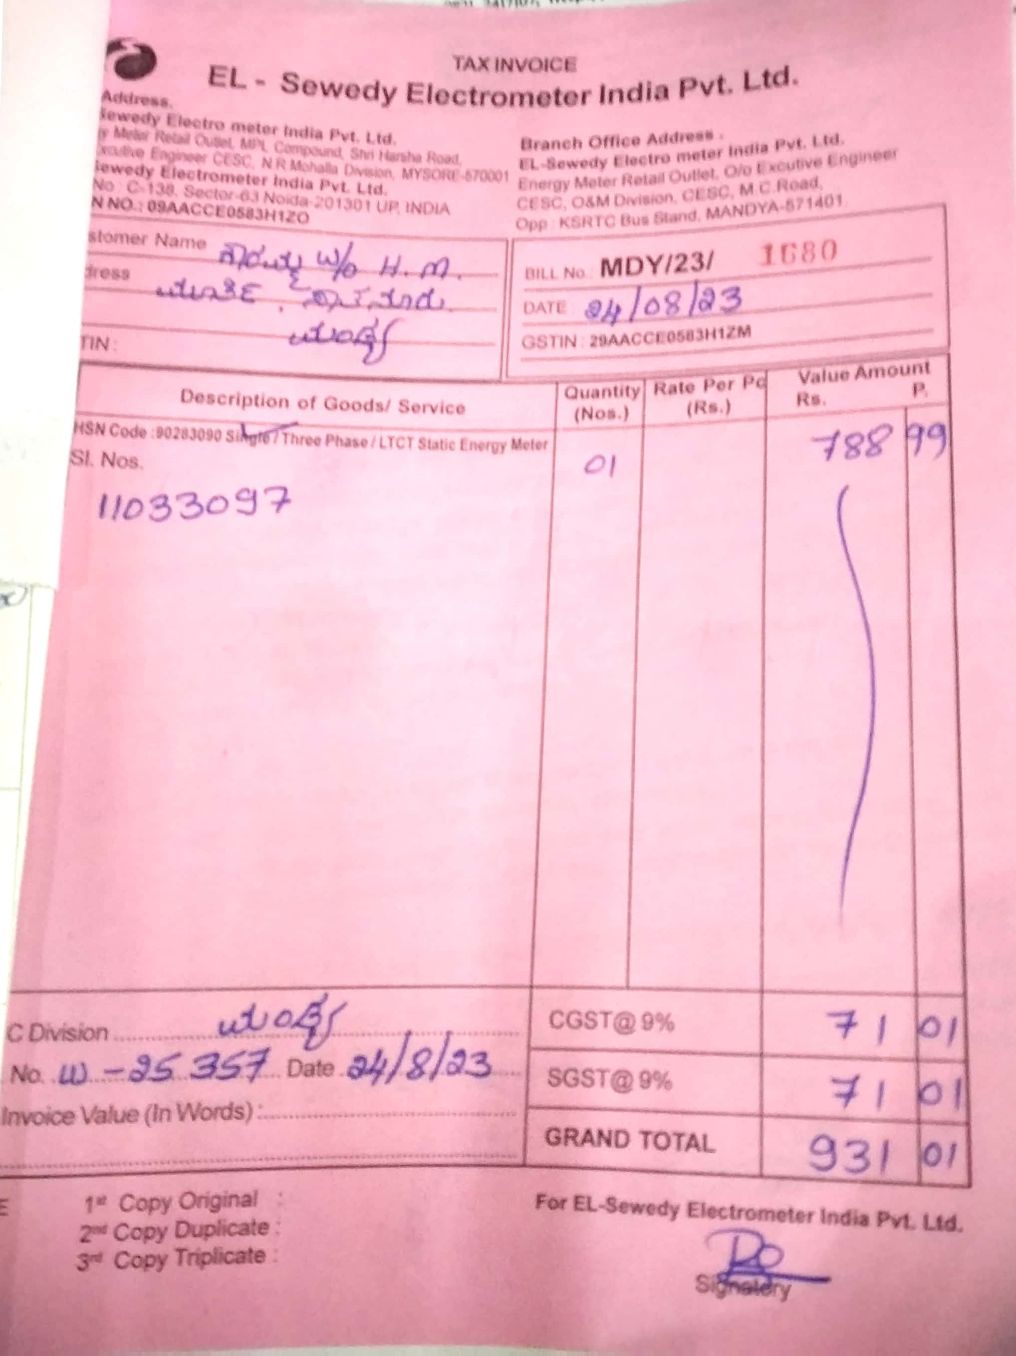 TAX INVOICE
EL - Sewedy Electrometer India Pvt. Ltd.
Address.
Sewedy Electro meter India Pvt. Ltd.
y Meter Retail Outlet, MPL Compound, Shri Harsha Road,
xcutive Engineer CESC, N.R Mohalla Division, MYSORE-570001
Sewedy Electrometer India Pvt. Ltd.
No : C-138, Sector-63 Noida-201301 UP, INDIA
N NO.: 09AACCE0583H1ZO
Branch Office Address .
EL-Sewedy Electro meter India Pvt. Ltd.
Energy Meter Retail Outlet, O/o Excutive Engineer
CESC, O&M Division, CESC, M.C.Road,
Opp : KSRTC Bus Stand, MANDYA-571401
stomer Name W/o H.M.
dress
ಮಂಡ್ಯ
TIN :
BILL No. MDY/23/ 1680
DATE : 24/08/23
GSTIN : 29AACCE0583H1ZM
Description of Goods/ Service Quantity (Nos.) Rate Per Pc (Rs.) Value Amount Rs. P.
HSN Code :90283090 Single / Three Phase / LTCT Static Energy Meter 01 788 99
Sl. Nos.
11033097
C Division ಮಂಡ್ಯ
No. W-25357 Date 24/8/23
Invoice Value (In Words) :
CGST@ 9% 71 01
SGST@ 9% 71 01
GRAND TOTAL 931 01
E 1st Copy Original :
2nd Copy Duplicate :
3rd Copy Triplicate :
For EL-Sewedy Electrometer India Pvt. Ltd.
Signatory